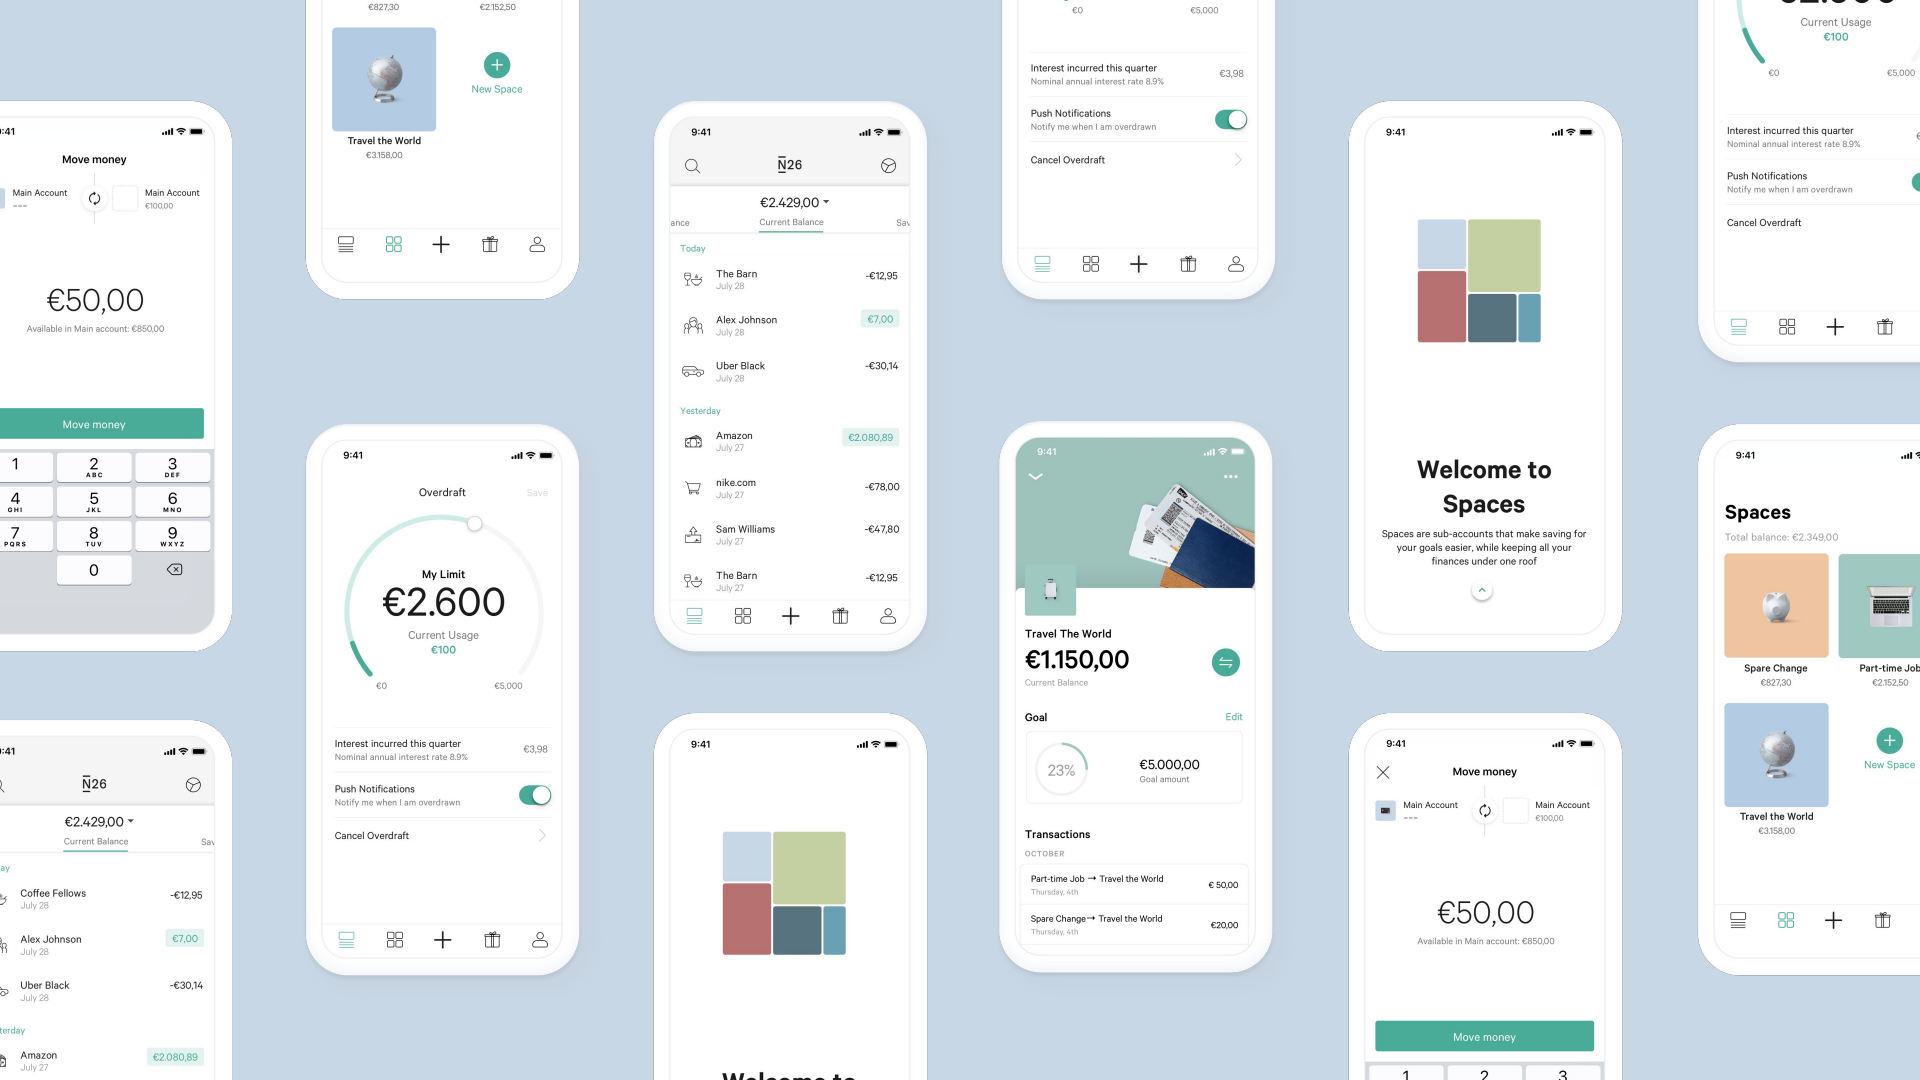 :41
Move money
Main Account
---
Main Account
€100,00
€50,00
Available in Main account: €850,00
Move money
1
2
ABC
3
DEF
4
GHI
5
JKL
6
MNO
7
PQRS
8
TUV
9
WXYZ
0
:41
N26
€2.429,00
Current Balance
Sav
ay
Coffee Fellows
July 28
-€12,95
Alex Johnson
July 28
€7,00
Uber Black
July 28
-€30,14
terday
Amazon
July 27
€2.080,89
€827,30
€2.152,50
Travel the World
€3.158,00
New Space
9:41
Overdraft
Save
My Limit
€2.600
Current Usage
€100
€0
€5,000
Interest incurred this quarter
Nominal annual interest rate 8.9%
€3,98
Push Notifications
Notify me when I am overdrawn
Cancel Overdraft
9:41
N26
€2.429,00
ance
Current Balance
Sav
Today
The Barn
July 28
-€12,95
Alex Johnson
July 28
€7,00
Uber Black
July 28
-€30,14
Yesterday
Amazon
July 27
€2.080,89
nike.com
July 27
-€78,00
Sam Williams
July 27
-€47,80
The Barn
July 27
-€12,95
9:41
Welcome to
€0
€5,000
Interest incurred this quarter
Nominal annual interest rate 8.9%
€3,98
Push Notifications
Notify me when I am overdrawn
Cancel Overdraft
9:41
Travel The World
€1.150,00
Current Balance
Goal
Edit
23%
€5.000,00
Goal amount
Transactions
OCTOBER
Part-time Job → Travel the World
Thursday, 4th
€ 50,00
Spare Change → Travel the World
Thursday, 4th
€20,00
9:41
Welcome to
Spaces
Spaces are sub-accounts that make saving for
your goals easier, while keeping all your
finances under one roof
9:41
Move money
Main Account
---
Main Account
€100,00
€50,00
Available in Main account: €850,00
Move money
1
2
3
Current Usage
€100
€0
€5,000
Interest incurred this quarter
Nominal annual interest rate 8.9%
€
Push Notifications
Notify me when I am overdrawn
Cancel Overdraft
9:41
Spaces
Total balance: €2.349,00
Spare Change
€827,30
Part-time Job
€2.152,50
Travel the World
€3.158,00
New Space